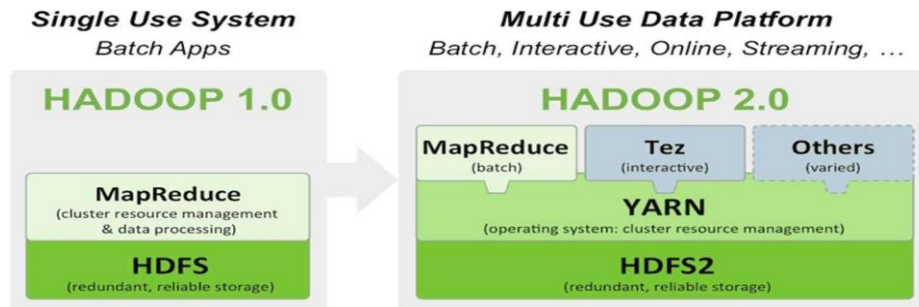 Single Use System
Batch Apps
HADOOP 1.0
MapReduce
(cluster resource management
& data processing)
HDFS
(redundant, reliable storage)
Multi Use Data Platform
Batch, Interactive, Online, Streaming, …
HADOOP 2.0
MapReduce
(batch)
Tez
(interactive)
Others
(varied)
YARN
(operating system: cluster resource management)
HDFS2
(redundant, reliable storage)